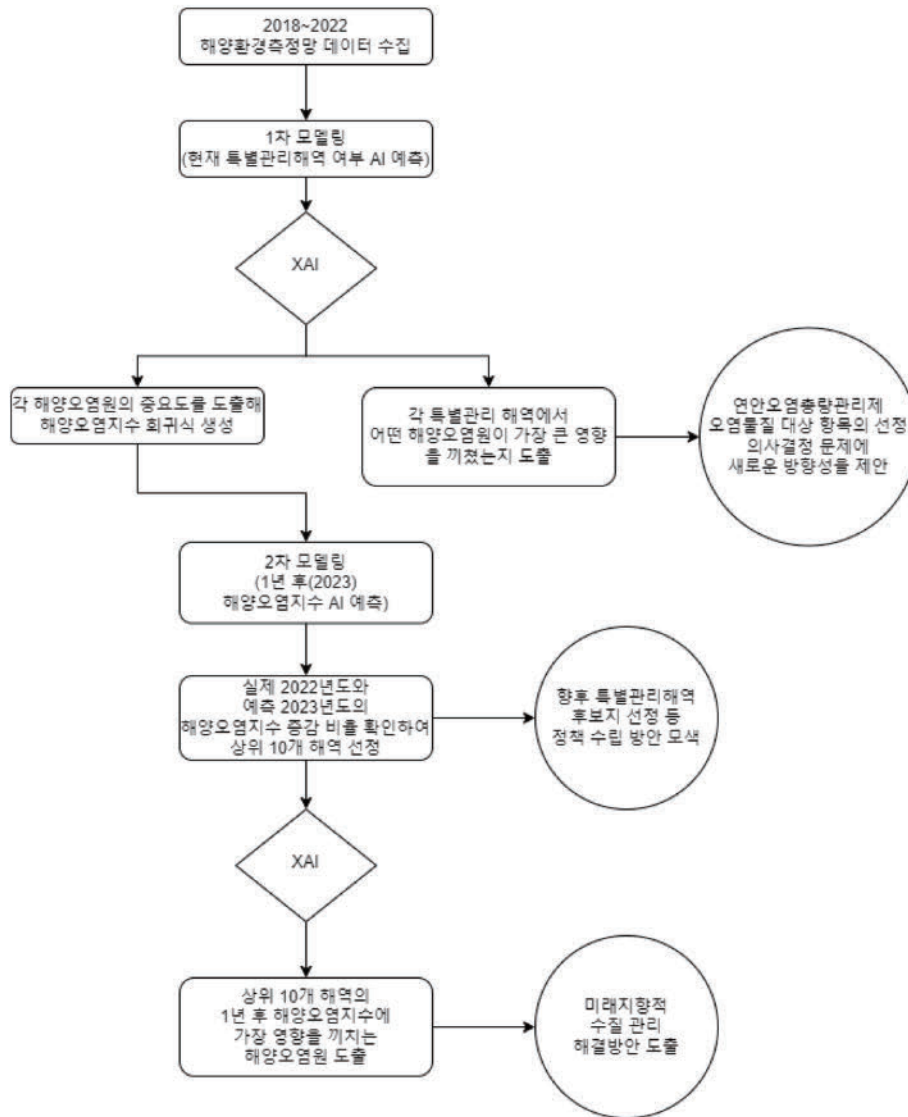 2018~2022
해양환경측정망 데이터 수집
1차 모델링
(현재 특별관리해역 여부 AI 예측)
XAI
각 해양오염원의 중요도를 도출해
해양오염지수 회귀식 생성
각 특별관리 해역에서
어떤 해양오염원이 가장 큰 영향
을 끼쳤는지 도출
연안오염총량관리제
오염물질 대상 항목의 선정
의사결정 문제에
새로운 방향성을 제안
2차 모델링
(1년 후(2023)
해양오염지수 AI 예측)
실제 2022년도와
예측 2023년도의
해양오염지수 증감 비율 확인하여
상위 10개 해역 선정
향후 특별관리해역
후보지 선정 등
정책 수립 방안 모색
XAI
상위 10개 해역의
1년 후 해양오염지수에
가장 영향을 끼치는
해양오염원 도출
미래지향적
수질 관리
해결방안 도출